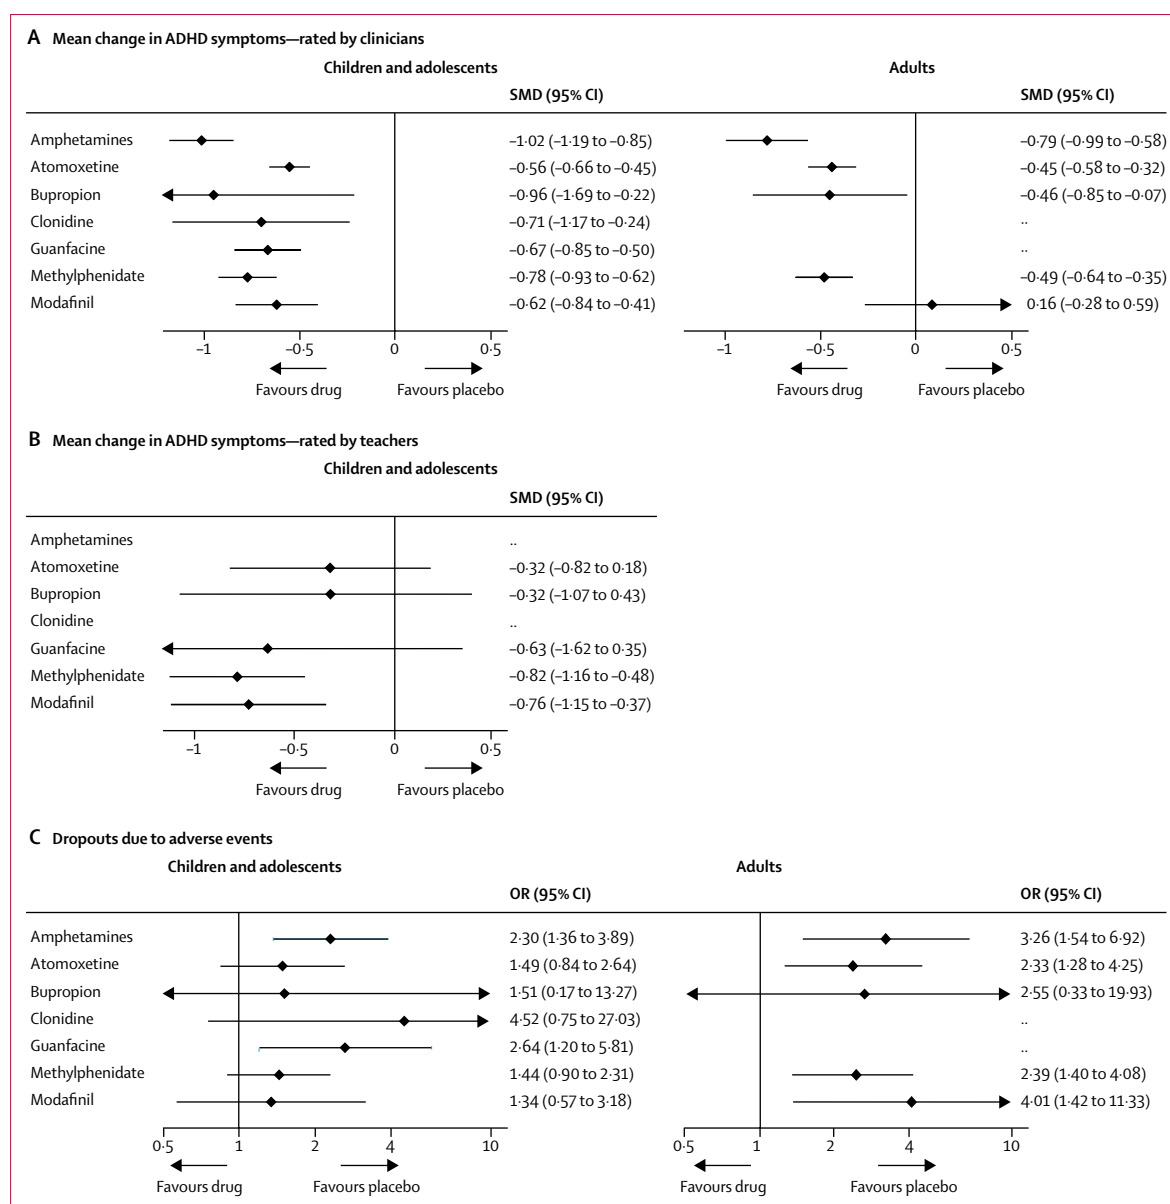 A Mean change in ADHD symptoms—rated by clinicians
Children and adolescents Adults
SMD (95% CI) SMD (95% CI)
Amphetamines –1·02 (–1·19 to –0·85) –0·79 (–0·99 to –0·58)
Atomoxetine –0·56 (–0·66 to –0·45) –0·45 (–0·58 to –0·32)
Bupropion –0·96 (–1·69 to –0·22) –0·46 (–0·85 to –0·07)
Clonidine –0·71 (–1·17 to –0·24) ..
Guanfacine –0·67 (–0·85 to –0·50) ..
Methylphenidate –0·78 (–0·93 to –0·62) –0·49 (–0·64 to –0·35)
Modafinil –0·62 (–0·84 to –0·41) 0·16 (–0·28 to 0·59)
–1 –0·5 0 0·5 –1 –0·5 0 0·5
Favours drug Favours placebo Favours drug Favours placebo
B Mean change in ADHD symptoms—rated by teachers
Children and adolescents
SMD (95% CI)
Amphetamines ..
Atomoxetine –0·32 (–0·82 to 0·18)
Bupropion –0·32 (–1·07 to 0·43)
Clonidine ..
Guanfacine –0·63 (–1·62 to 0·35)
Methylphenidate –0·82 (–1·16 to –0·48)
Modafinil –0·76 (–1·15 to –0·37)
–1 –0·5 0 0·5
Favours drug Favours placebo
C Dropouts due to adverse events
Children and adolescents Adults
OR (95% CI) OR (95% CI)
Amphetamines 2·30 (1·36 to 3·89) 3·26 (1·54 to 6·92)
Atomoxetine 1·49 (0·84 to 2·64) 2·33 (1·28 to 4·25)
Bupropion 1·51 (0·17 to 13·27) 2·55 (0·33 to 19·93)
Clonidine 4·52 (0·75 to 27·03) ..
Guanfacine 2·64 (1·20 to 5·81) ..
Methylphenidate 1·44 (0·90 to 2·31) 2·39 (1·40 to 4·08)
Modafinil 1·34 (0·57 to 3·18) 4·01 (1·42 to 11·33)
0·5 1 2 4 10 0·5 1 2 4 10
Favours drug Favours placebo Favours drug Favours placebo